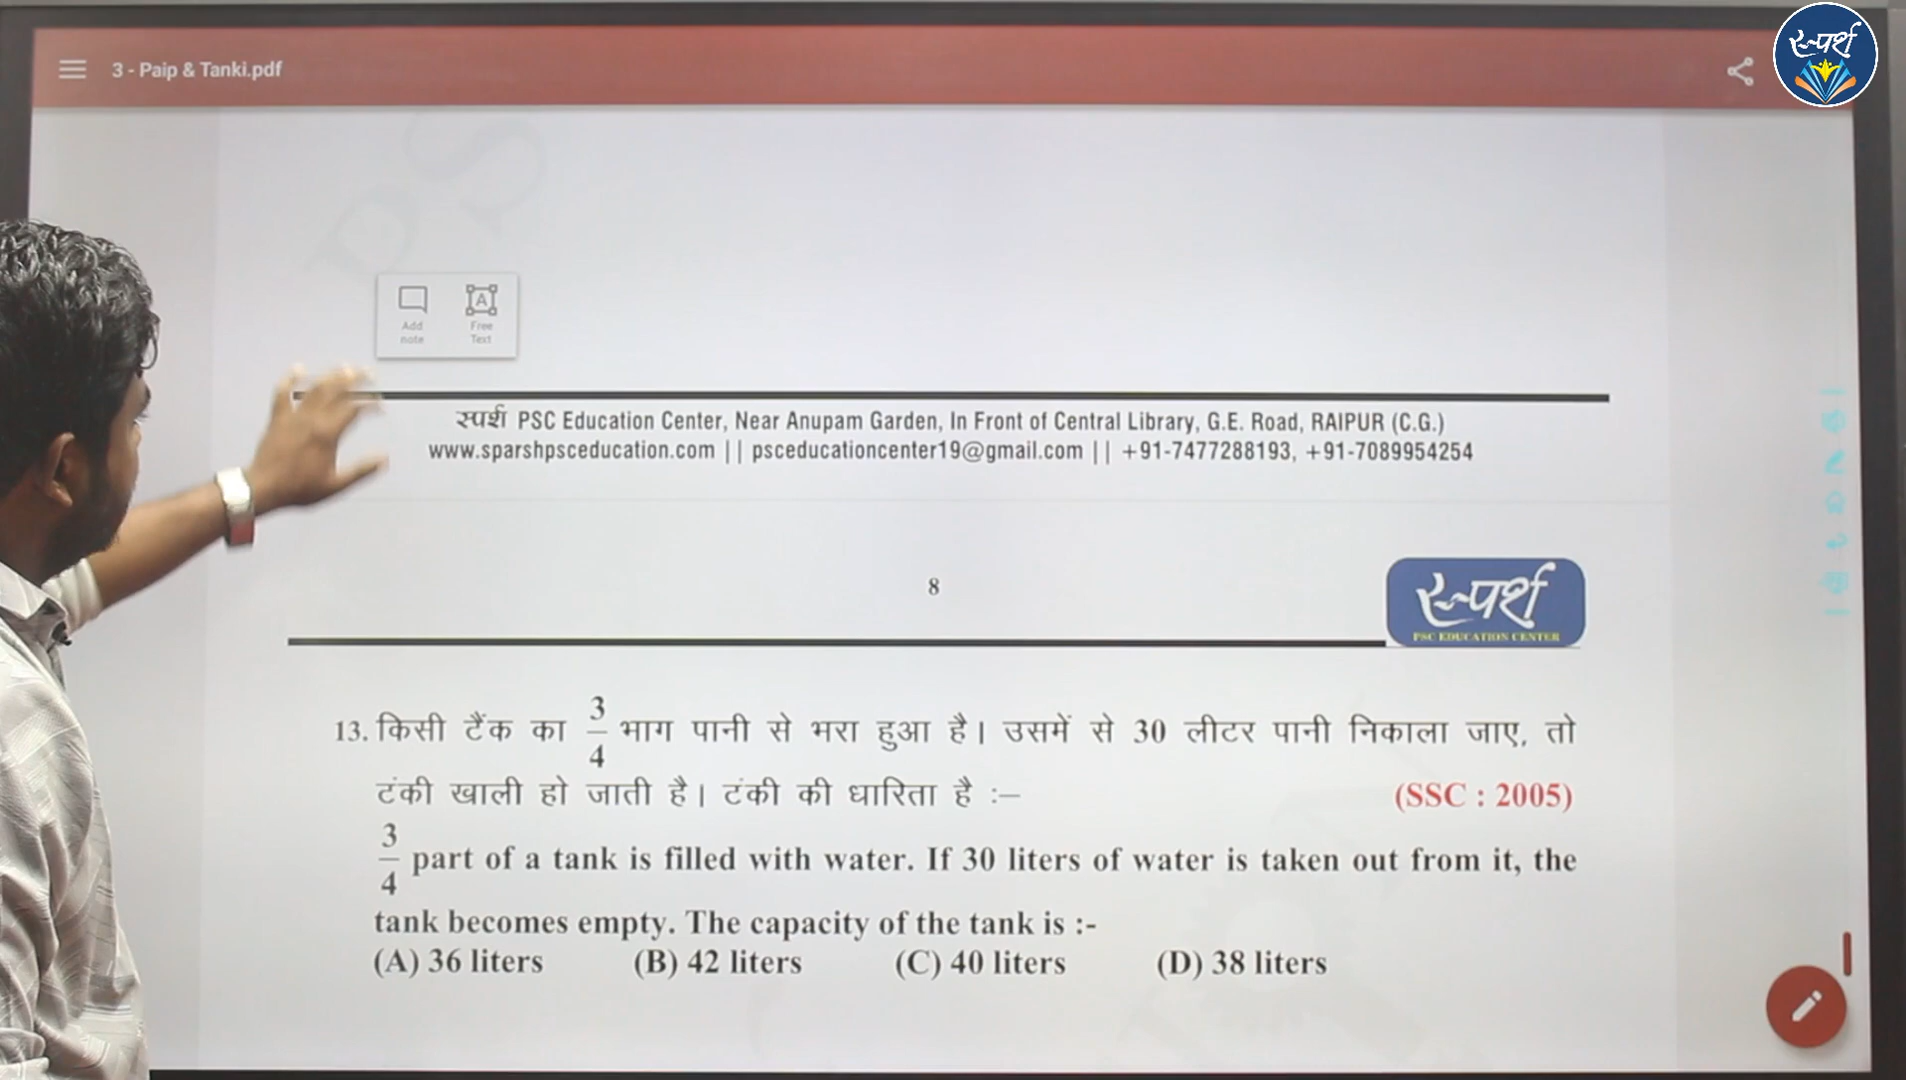 स्पर्श
3 - Paip & Tanki.pdf
PS
Add note
Free Text
स्पर्श PSC Education Center, Near Anupam Garden, In Front of Central Library, G.E. Road, RAIPUR (C.G.)
www.sparshpsceducation.com || psceducationcenter19@gmail.com || +91-7477288193, +91-7089954254
8
स्पर्श
PSC EDUCATION CENTER
13. किसी टैंक का 3/4 भाग पानी से भरा हुआ है। उसमें से 30 लीटर पानी निकाला जाए, तो
टंकी खाली हो जाती है। टंकी की धारिता है :– (SSC : 2005)
3/4 part of a tank is filled with water. If 30 liters of water is taken out from it, the
tank becomes empty. The capacity of the tank is :-
(A) 36 liters (B) 42 liters (C) 40 liters (D) 38 liters